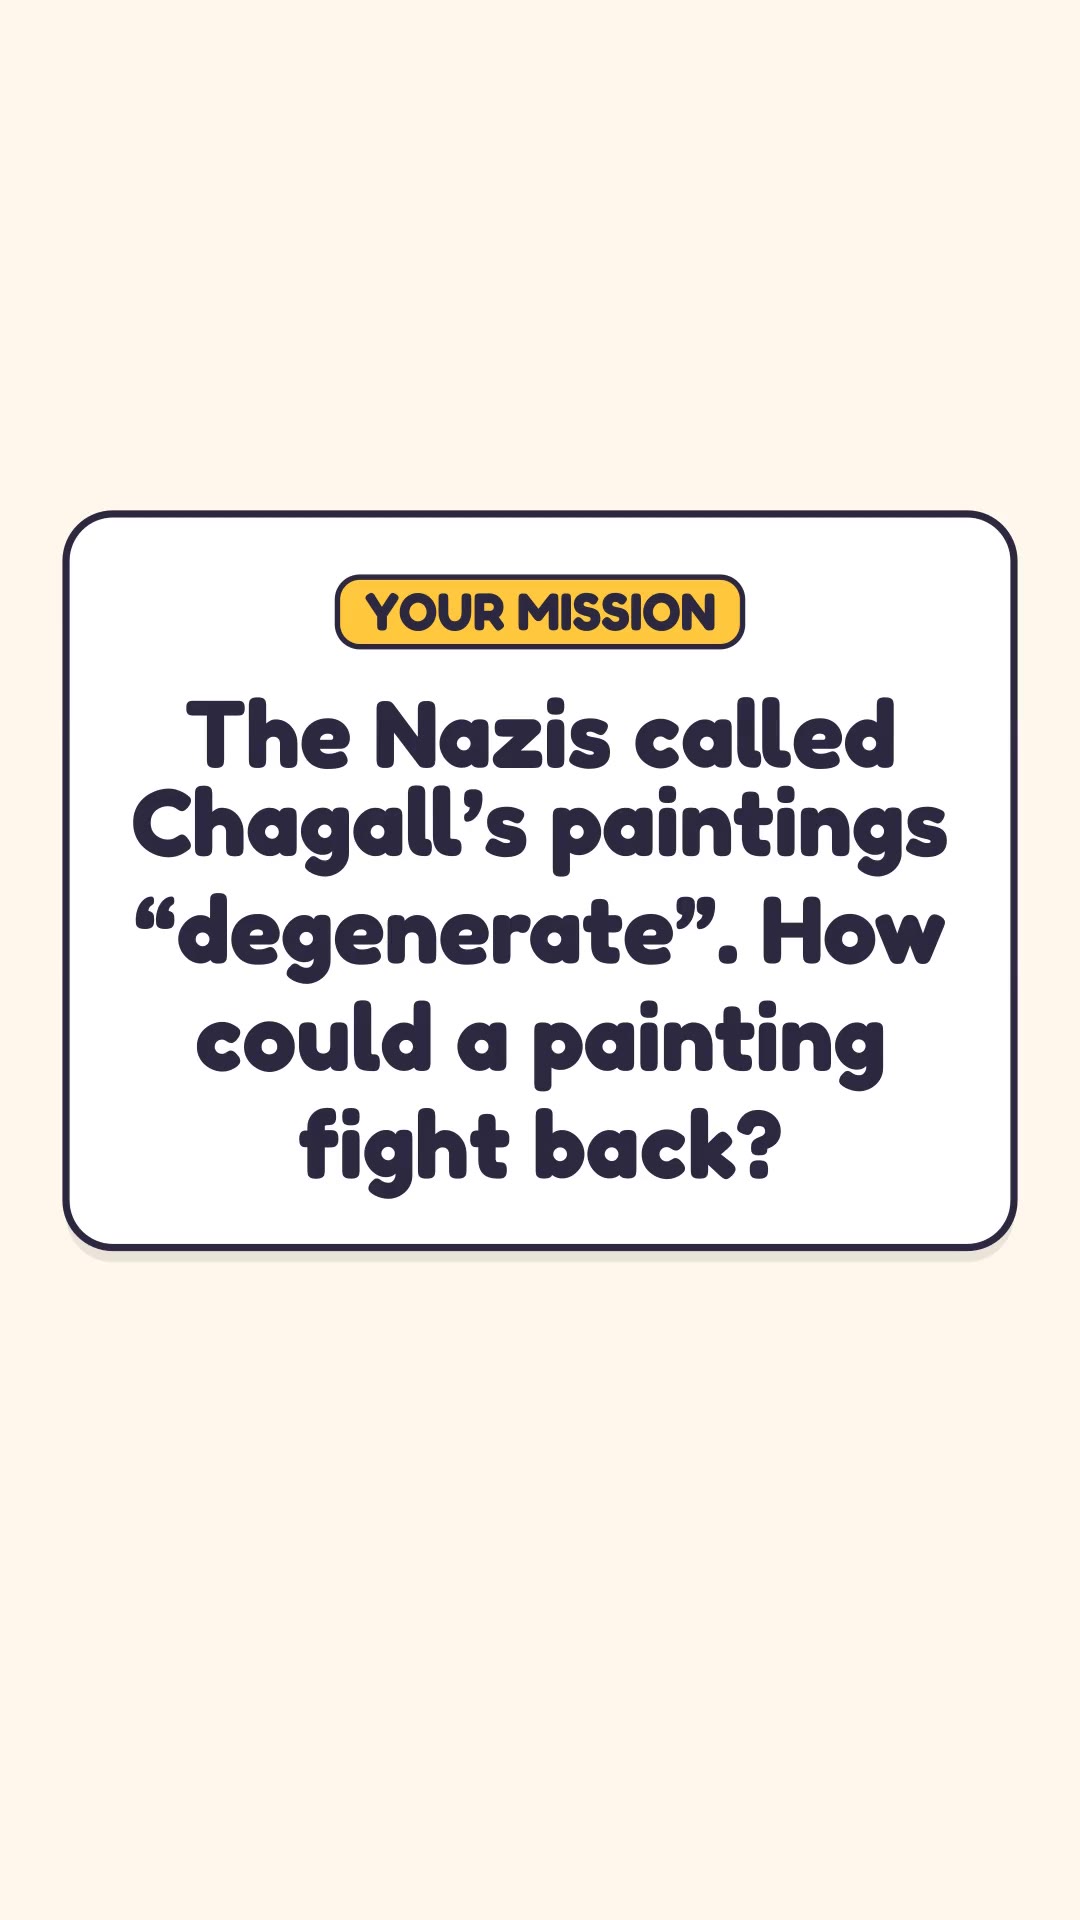 YOUR MISSION
The Nazis called
Chagall’s paintings
“degenerate”. How
could a painting
fight back?